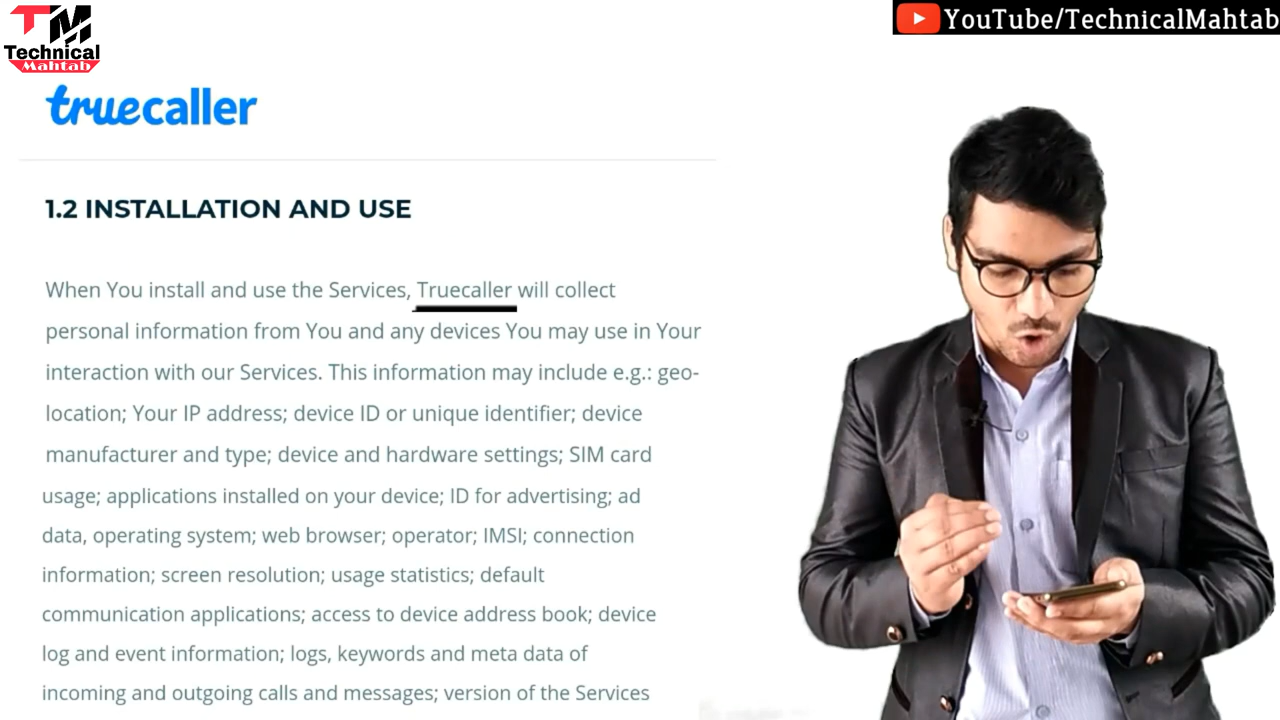 TM
Technical
Mahtab
YouTube/TechnicalMahtab
truecaller
1.2 INSTALLATION AND USE
When You install and use the Services, Truecaller will collect
personal information from You and any devices You may use in Your
interaction with our Services. This information may include e.g.: geo-
location; Your IP address; device ID or unique identifier; device
manufacturer and type; device and hardware settings; SIM card
usage; applications installed on your device; ID for advertising; ad
data, operating system; web browser; operator; IMSI; connection
information; screen resolution; usage statistics; default
communication applications; access to device address book; device
log and event information; logs, keywords and meta data of
incoming and outgoing calls and messages; version of the Services